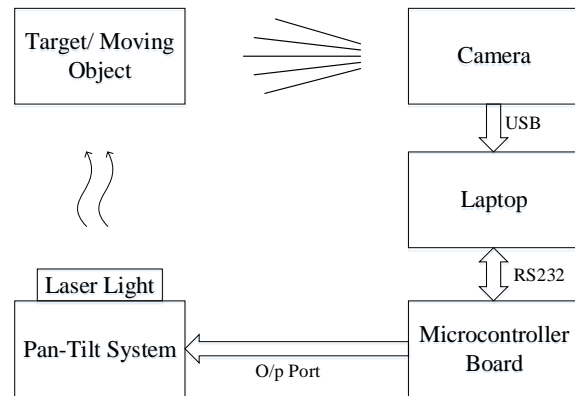 Target/ Moving
Object
Camera
USB
Laptop
RS232
Laser Light
Pan-Tilt System
O/p Port
Microcontroller
Board